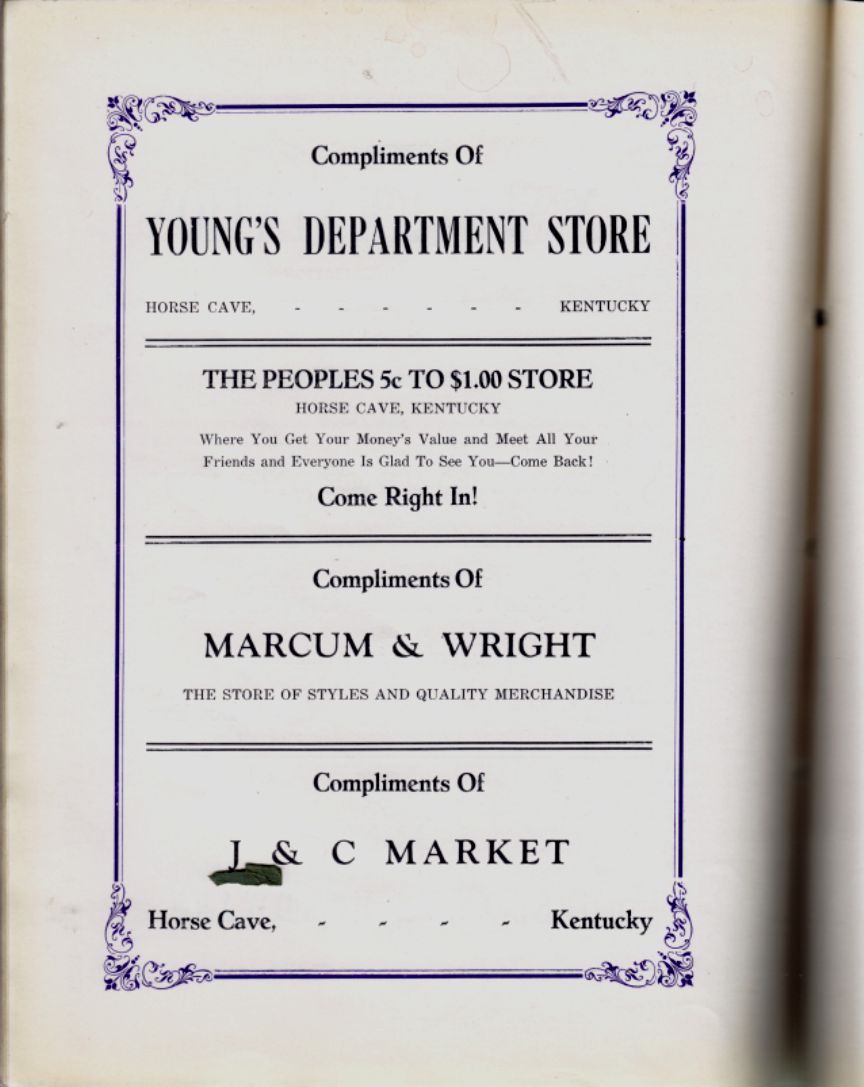 Compliments Of
YOUNG'S DEPARTMENT STORE
HORSE CAVE, - - - - - - KENTUCKY
THE PEOPLES 5c TO $1.00 STORE
HORSE CAVE, KENTUCKY
Where You Get Your Money's Value and Meet All Your
Friends and Everyone Is Glad To See You—Come Back!
Come Right In!
Compliments Of
MARCUM & WRIGHT
THE STORE OF STYLES AND QUALITY MERCHANDISE
Compliments Of
J & C MARKET
Horse Cave, - - - - Kentucky